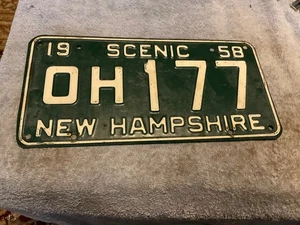 19 SCENIC 58
OH 177
NEW HAMPSHIRE